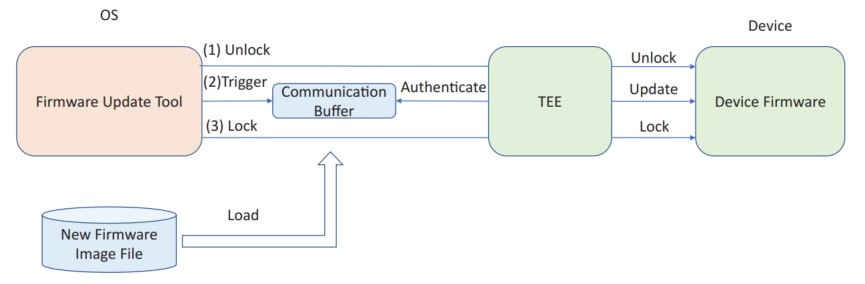 OS
Device
(1) Unlock
Unlock
(2)Trigger
Communication
Buffer
Authenticate
Update
Firmware Update Tool
TEE
Device Firmware
(3) Lock
Lock
Load
New Firmware
Image File